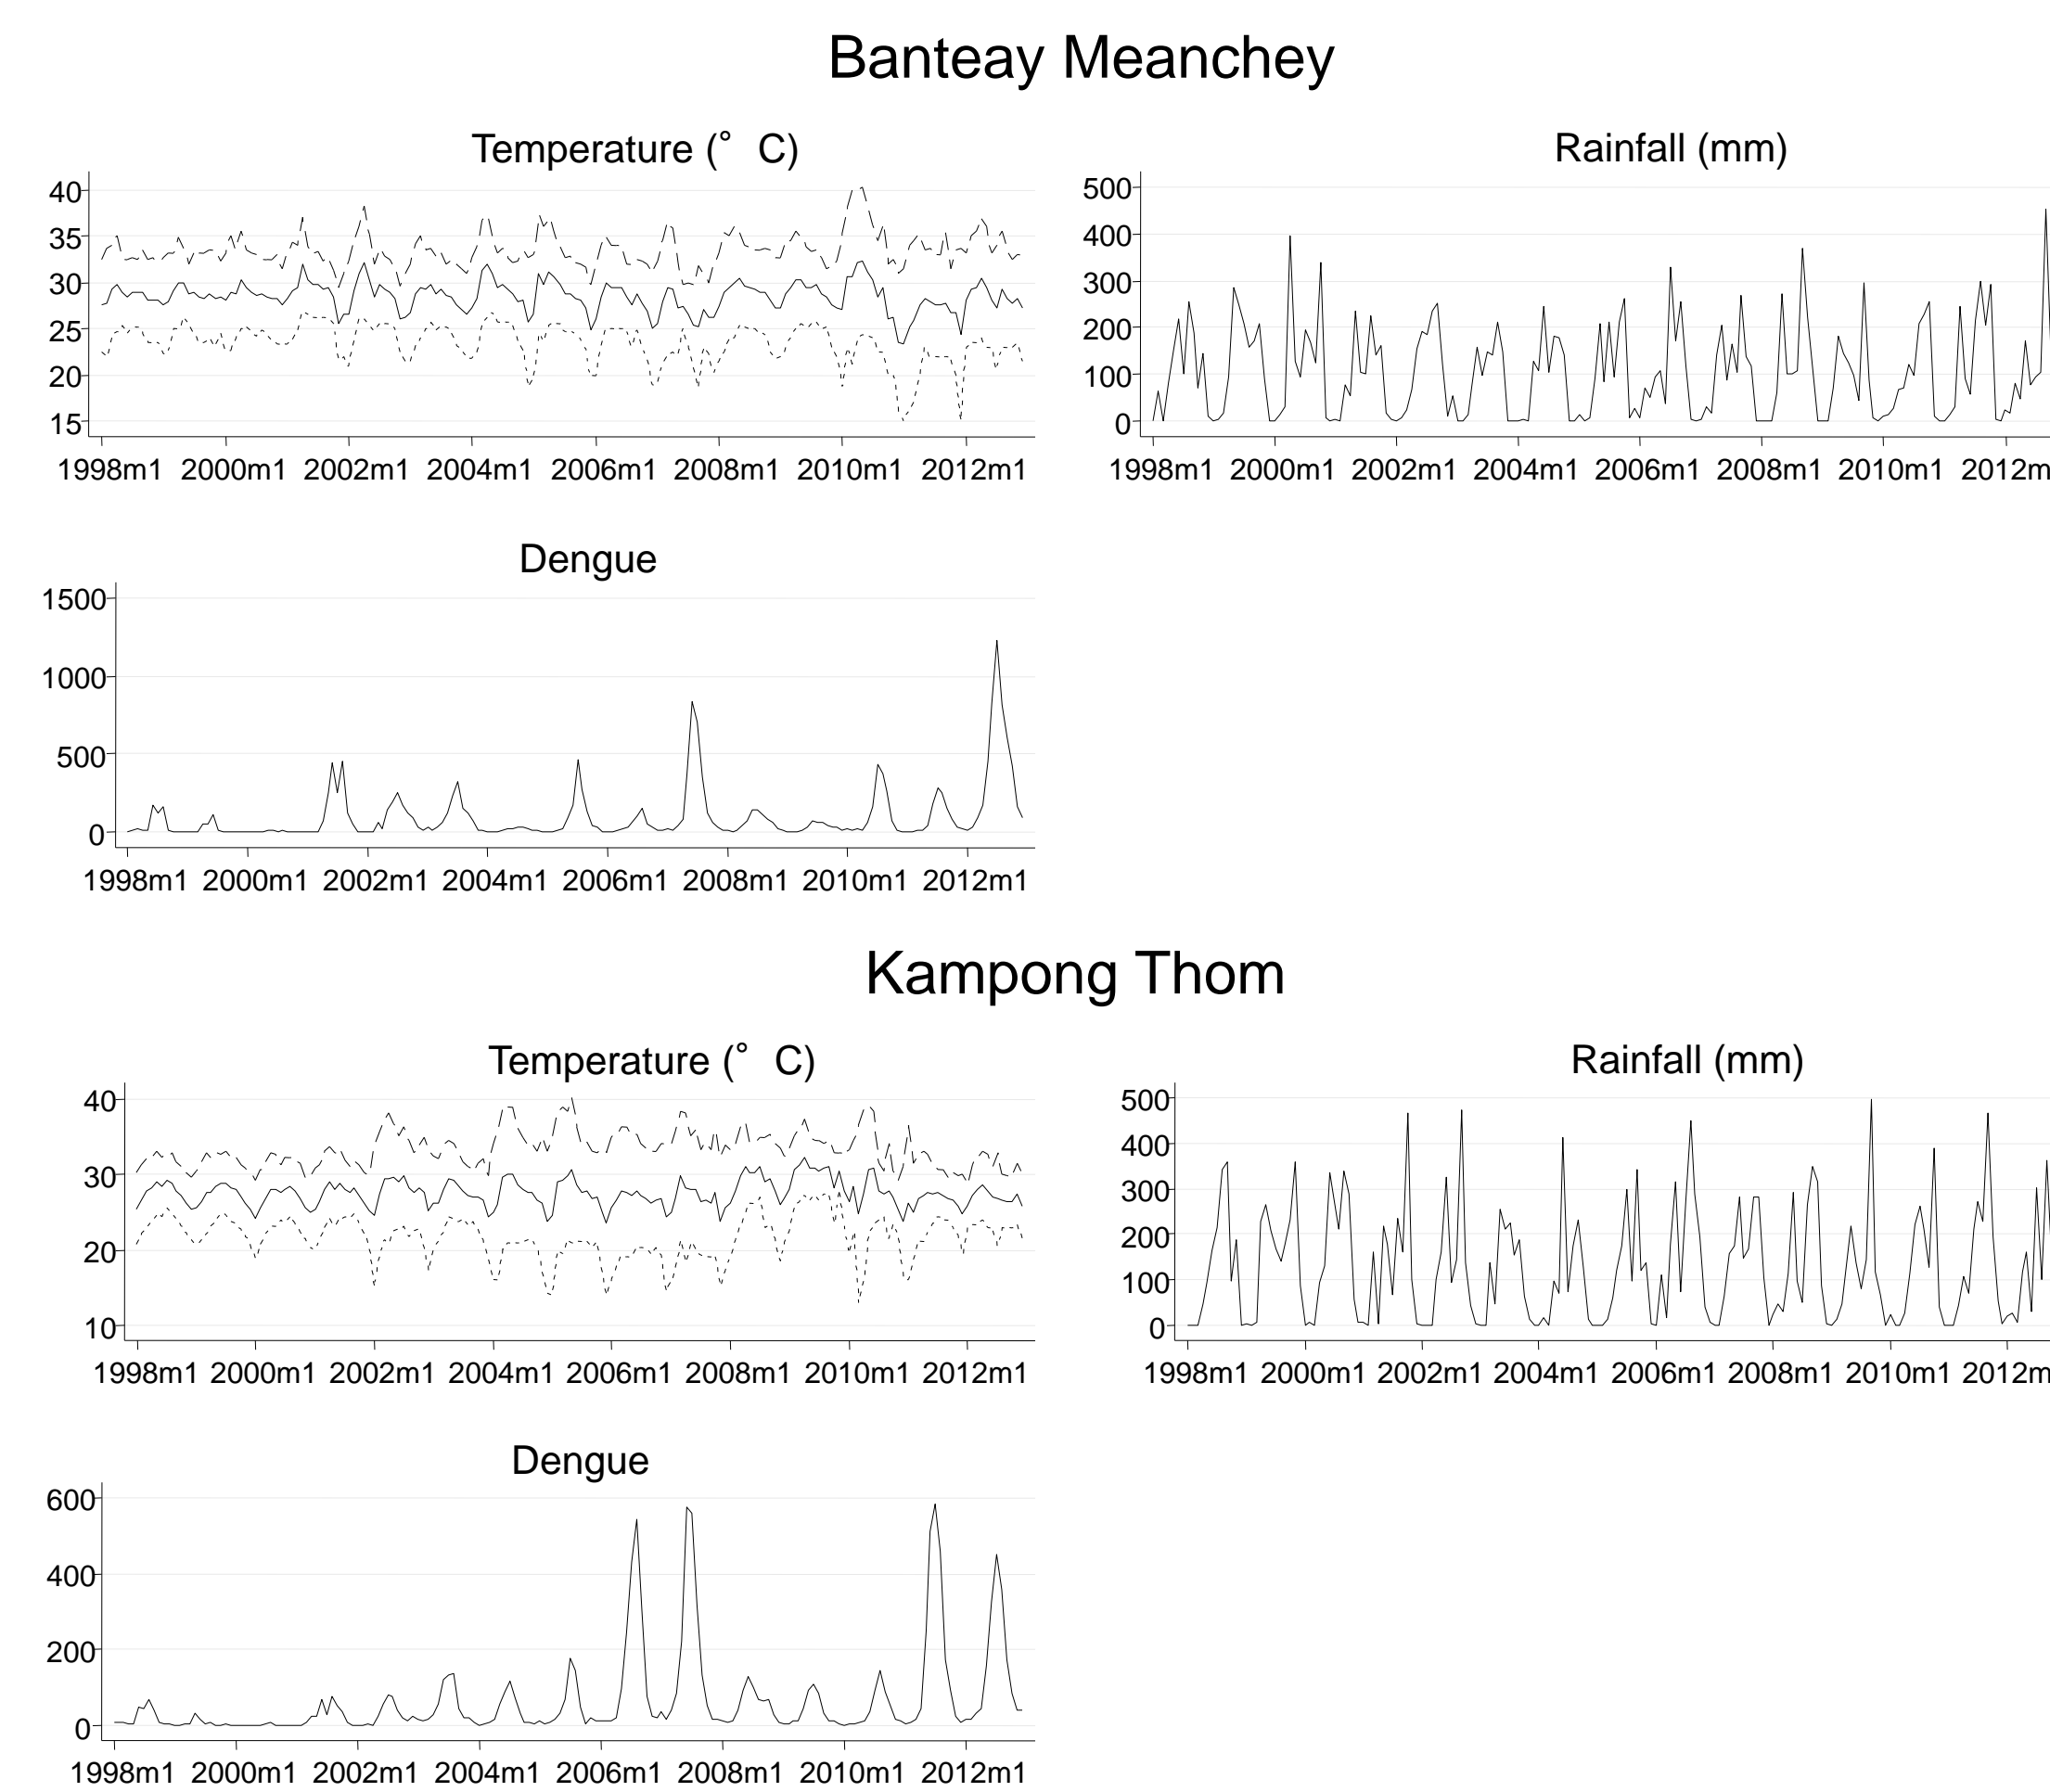 Banteay Meanchey
Temperature (° C)
40
35
30
25
20
15
1998m1 2000m1 2002m1 2004m1 2006m1 2008m1 2010m1 2012m1
Rainfall (mm)
500
400
300
200
100
0
1998m1 2000m1 2002m1 2004m1 2006m1 2008m1 2010m1 2012m
Dengue
1500
1000
500
0
1998m1 2000m1 2002m1 2004m1 2006m1 2008m1 2010m1 2012m1
Kampong Thom
Temperature (° C)
40
30
20
10
1998m1 2000m1 2002m1 2004m1 2006m1 2008m1 2010m1 2012m1
Rainfall (mm)
500
400
300
200
100
0
1998m1 2000m1 2002m1 2004m1 2006m1 2008m1 2010m1 2012m
Dengue
600
400
200
0
1998m1 2000m1 2002m1 2004m1 2006m1 2008m1 2010m1 2012m1